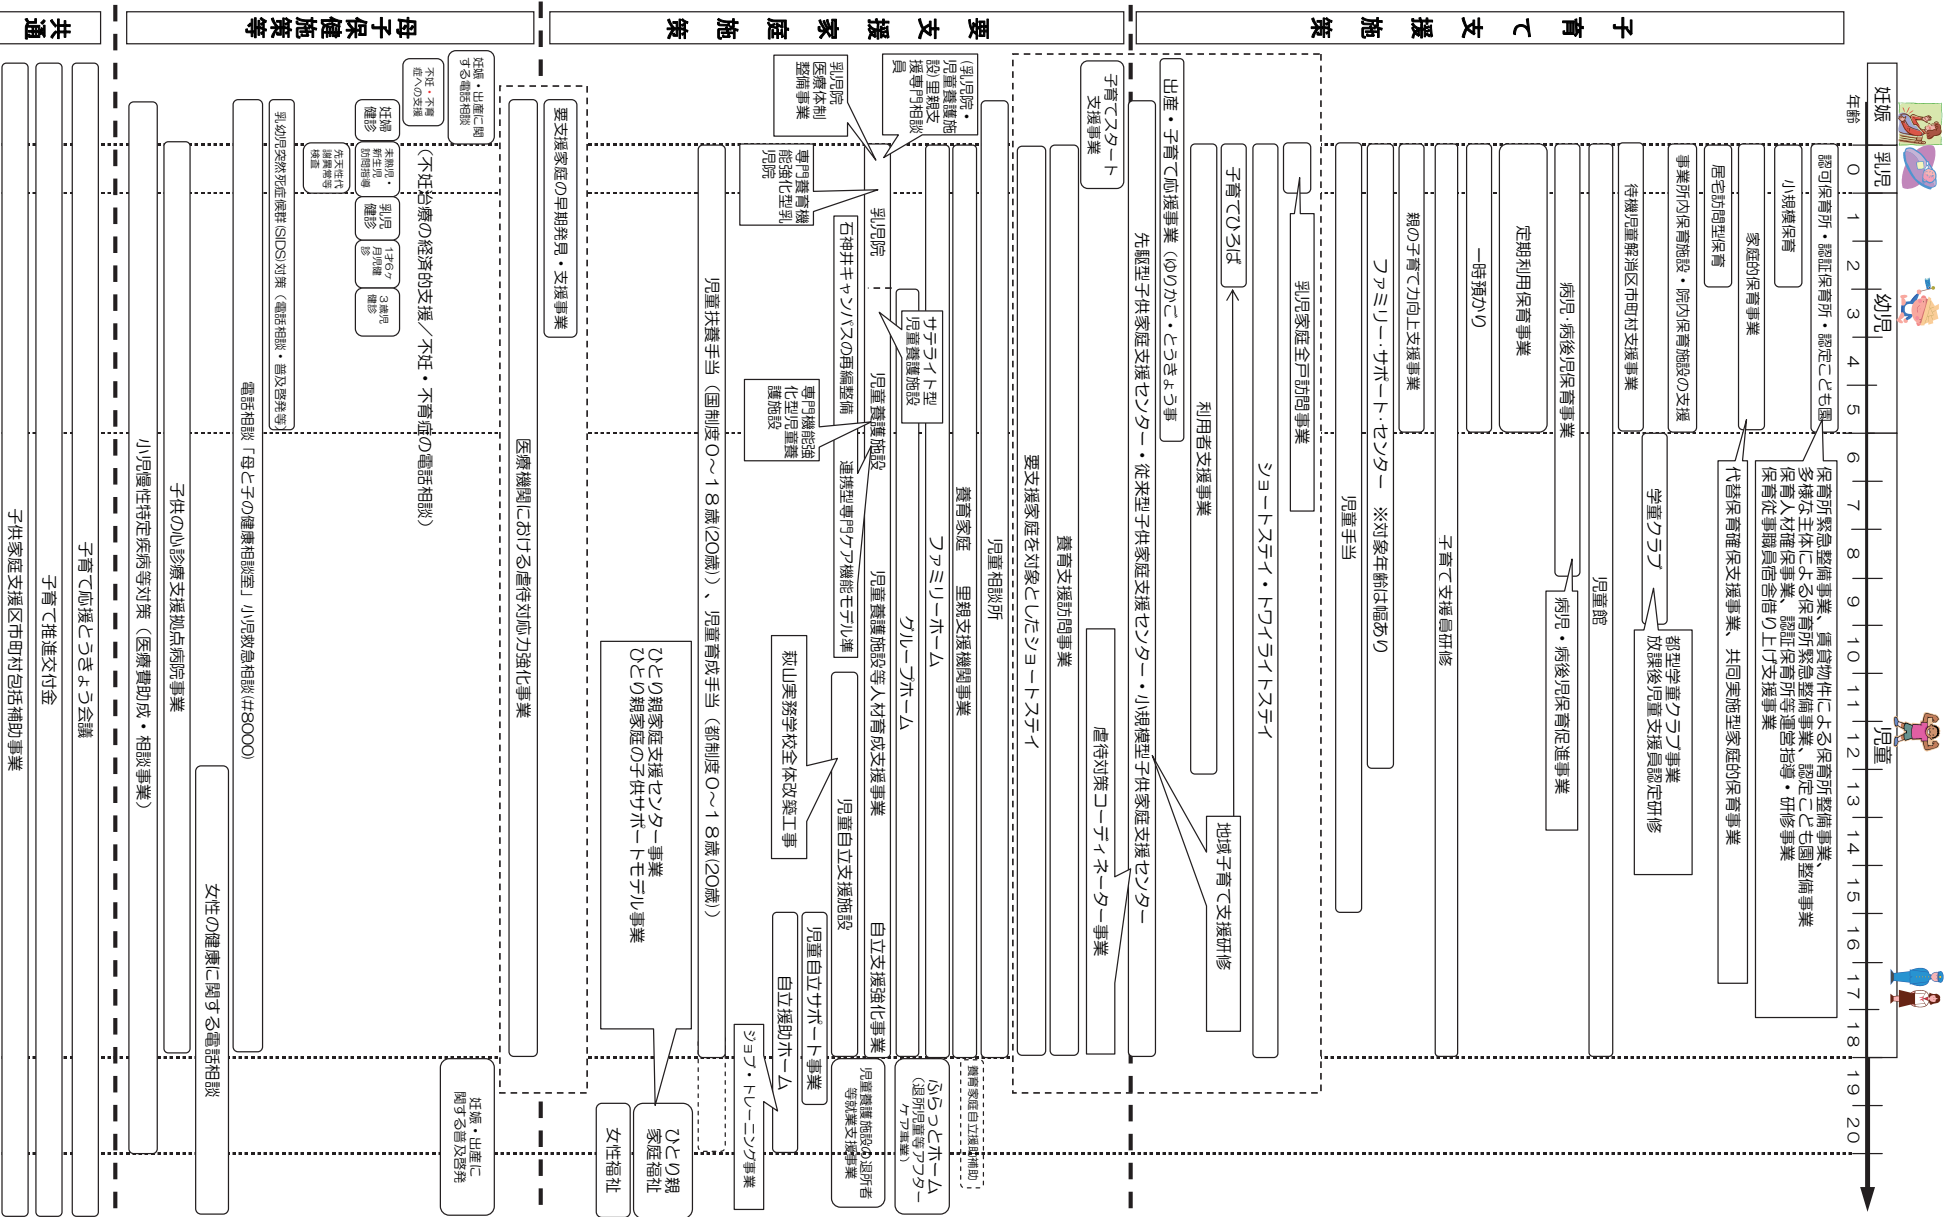 妊娠
乳児
幼児
児童
年齢
0
1
2
3
4
5
6
7
8
9
10
11
12
13
14
15
16
17
18
19
20
子育て支援施策
認可保育所・認証保育所・認定こども園
保育所緊急整備事業、賃貸物件による保育所整備事業、
多様な主体による保育所緊急整備事業、認定こども園整備事業
保育人材確保事業、認証保育所等運営指導・研修事業
保育従事職員宿舎借り上げ支援事業
小規模保育
家庭的保育事業
代替保育確保支援事業、共同実施型家庭的保育事業
居宅訪問型保育
事業所内保育施設・院内保育施設の支援
学童クラブ
都型学童クラブ事業
放課後児童支援員認定研修
待機児童解消区市町村支援事業
児童館
病児・病後児保育事業
病児・病後児保育促進事業
定期利用保育事業
一時預かり
子育て支援員研修
親の子育て力向上支援事業
ファミリー・サポート・センター ※対象年齢は幅あり
児童手当
乳児家庭全戸訪問事業
ショートステイ・トワイライトステイ
子育てひろば
地域子育て支援研修
利用者支援事業
出産・子育て応援事業(ゆりかご・とうきょう事
先駆型子供家庭支援センター・従来型子供家庭支援センター・小規模型子供家庭支援センター
要支援家庭施策
子育てスタート
支援事業
虐待対策コーディネーター事業
養育支援訪問事業
要支援家庭を対象としたショートステイ
児童相談所
養育家庭 里親支援機関事業
養育家庭自立援助補助
ファミリーホーム
グループホーム
ふらっとホーム
(退所児童等アフター
ケア事業)
(乳児院・
児童養護施
設)里親支
援専門相談
員
乳児院
児童養護施設
児童養護施設等人材育成支援事業
自立支援強化事業
サテライト型
児童養護施設
石神井キャンパスの再編整備
連携型専門ケア機能モデル準
児童自立支援施設
児童養護施設の退所者
等就業支援事業
乳児院
医療体制
整備事業
専門養育機
能強化型乳
児院
専門機能強
化型児童養
護施設
萩山実務学校全体改築工事
児童自立サポート事業
自立援助ホーム
ジョブ・トレーニング事業
児童扶養手当(国制度0～18歳(20歳))、児童育成手当(都制度0～18歳(20歳))
ひとり親家庭支援センター事業
ひとり親家庭の子供サポートモデル事業
ひとり親
家庭福祉
女性福祉
要支援家庭の早期発見・支援事業
医療機関における虐待対応力強化事業
母子保健施策等
妊娠・出産に関
する電話相談
妊娠・出産に
関する普及啓発
不妊・不育
症への支援
(不妊治療の経済的支援/不妊・不育症の電話相談)
妊婦
健診
未熟児・
新生児
訪問指導
乳児
健診
1才6ヶ
月児健
診
3歳児
健診
先天性代
謝異常等
検査
乳幼児突然死症候群(SIDS)対策(電話相談・普及啓発等)
電話相談「母と子の健康相談室」小児救急相談(#8000)
女性の健康に関する電話相談
子供の心診療支援拠点病院事業
小児慢性特定疾病等対策(医療費助成・相談事業)
共通
子育て応援とうきょう会議
子育て推進交付金
子供家庭支援区市町村包括補助事業